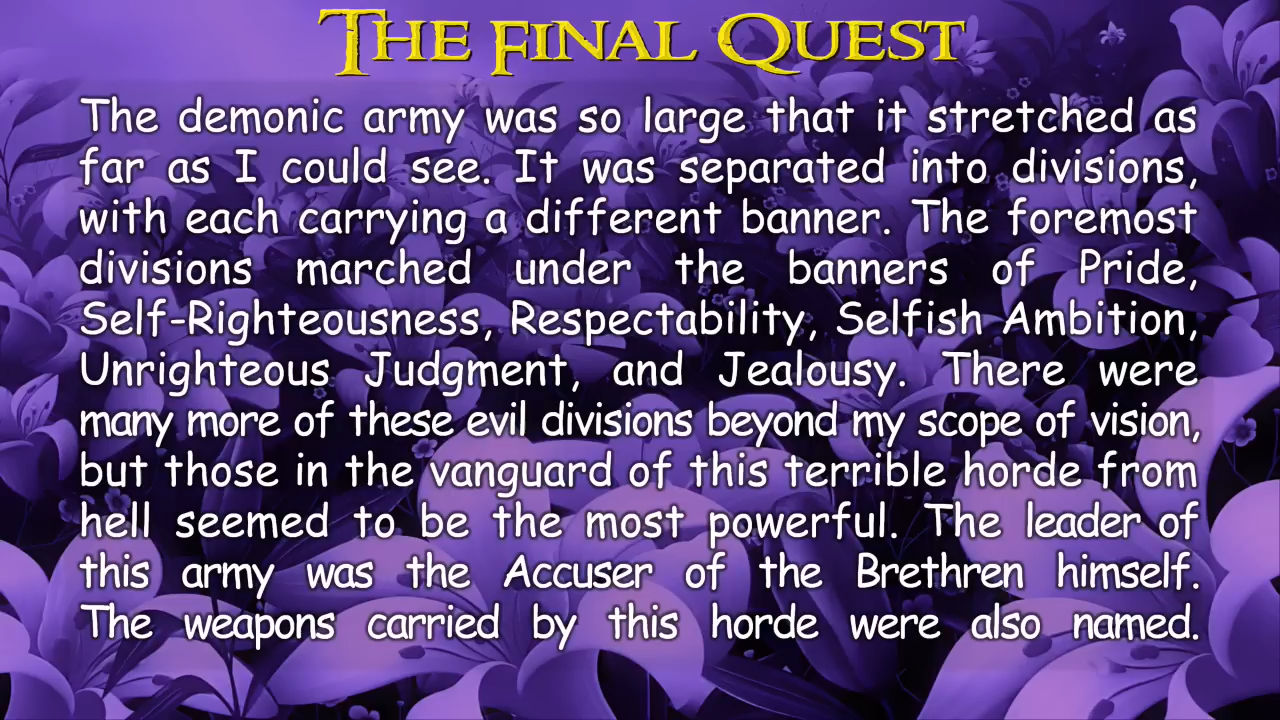 The Final Quest
The demonic army was so large that it stretched as
far as I could see. It was separated into divisions,
with each carrying a different banner. The foremost
divisions marched under the banners of Pride,
Self-Righteousness, Respectability, Selfish Ambition,
Unrighteous Judgment, and Jealousy. There were
many more of these evil divisions beyond my scope of vision,
but those in the vanguard of this terrible horde from
hell seemed to be the most powerful. The leader of
this army was the Accuser of the Brethren himself.
The weapons carried by this horde were also named.